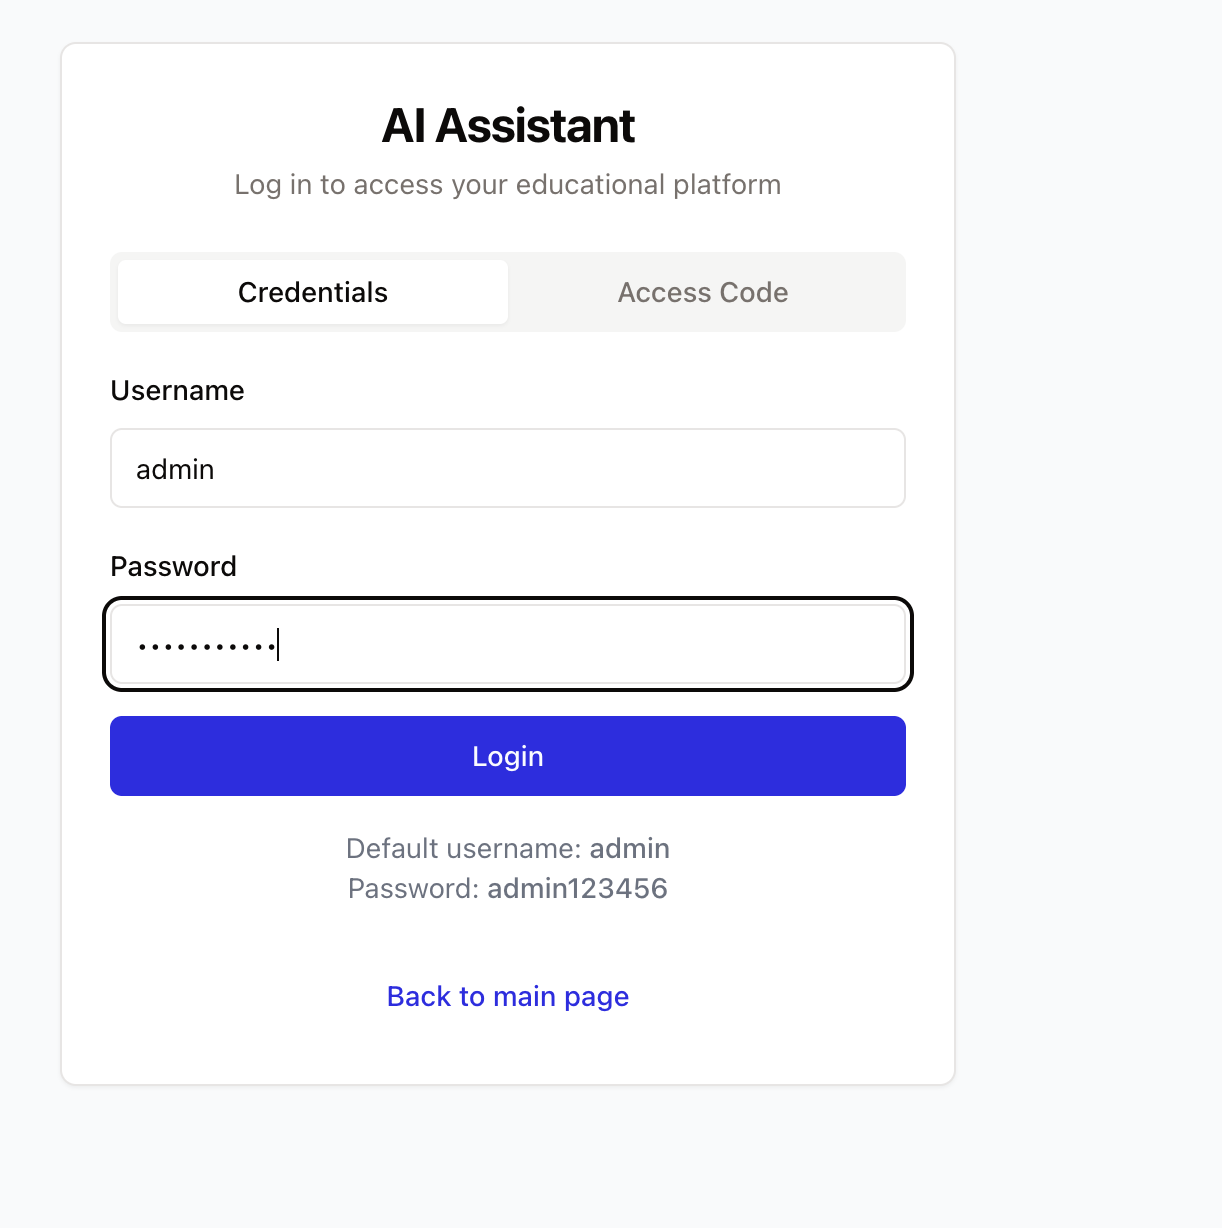 AI Assistant
Log in to access your educational platform
Credentials
Access Code
Username
admin
Password
•••••••••••
Login
Default username: admin
Password: admin123456
Back to main page